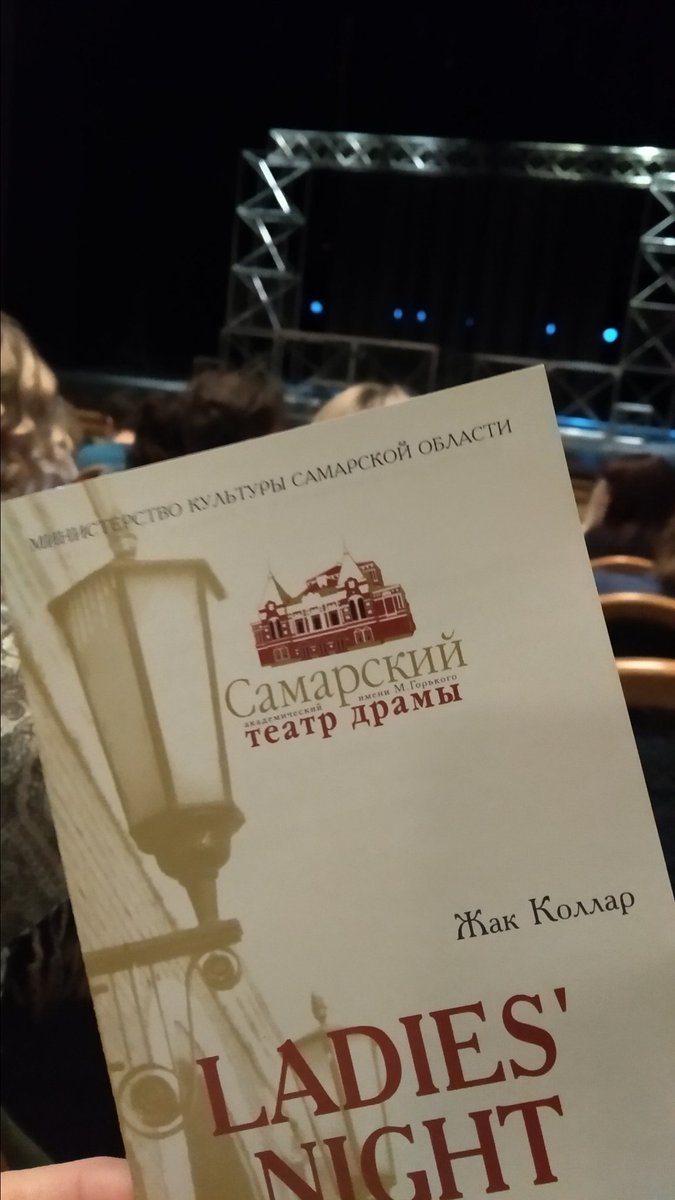 МИНИСТЕРСТВО КУЛЬТУРЫ САМАРСКОЙ ОБЛАСТИ
Самарский
академический имени М.Горького
театр драмы
Жак Коллар
LADIES'
NIGHT